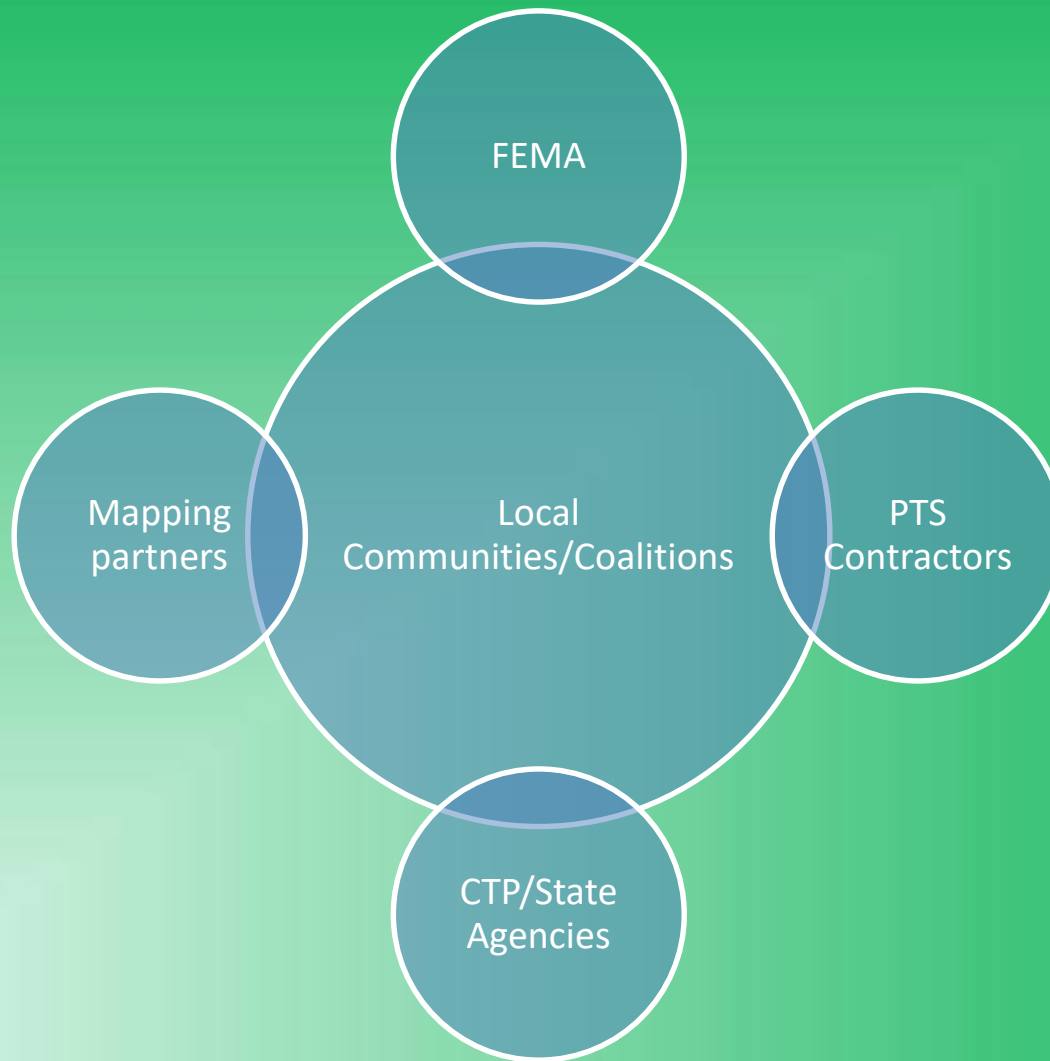 FEMA
Mapping
partners
Local
Communities/Coalitions
PTS
Contractors
CTP/State
Agencies